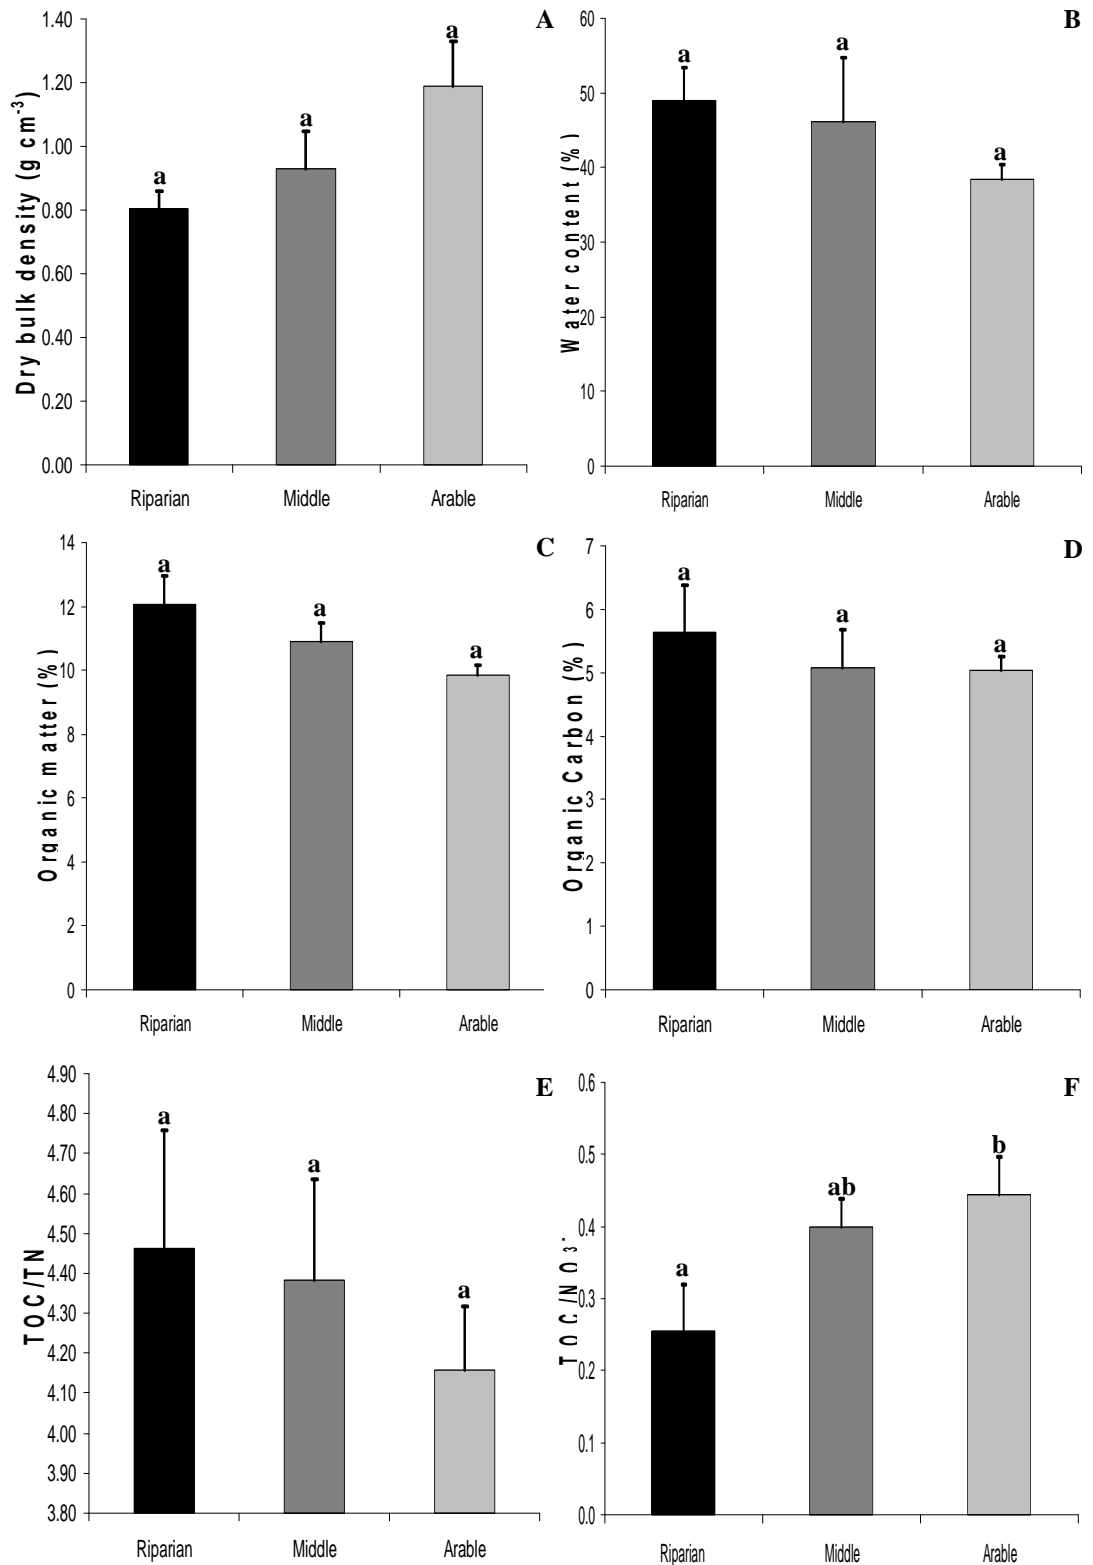 A
1.40
1.20
1.00
0.80
0.60
0.40
0.20
0.00
Dry bulk density (g cm-3)
a
a
a
Riparian Middle Arable
B
60
50
40
30
20
10
0
Water content (%)
a
a
a
Riparian Middle Arable
C
14
12
10
8
6
4
2
0
Organic matter (%)
a
a
a
Riparian Middle Arable
D
7
6
5
4
3
2
1
0
Organic Carbon (%)
a
a
a
Riparian Middle Arable
E
4.90
4.80
4.70
4.60
4.50
4.40
4.30
4.20
4.10
4.00
3.90
3.80
TOC/TN
a
a
a
Riparian Middle Arable
F
0.6
0.5
0.4
0.3
0.2
0.1
0.0
TOC/NO3-
a
ab
b
Riparian Middle Arable